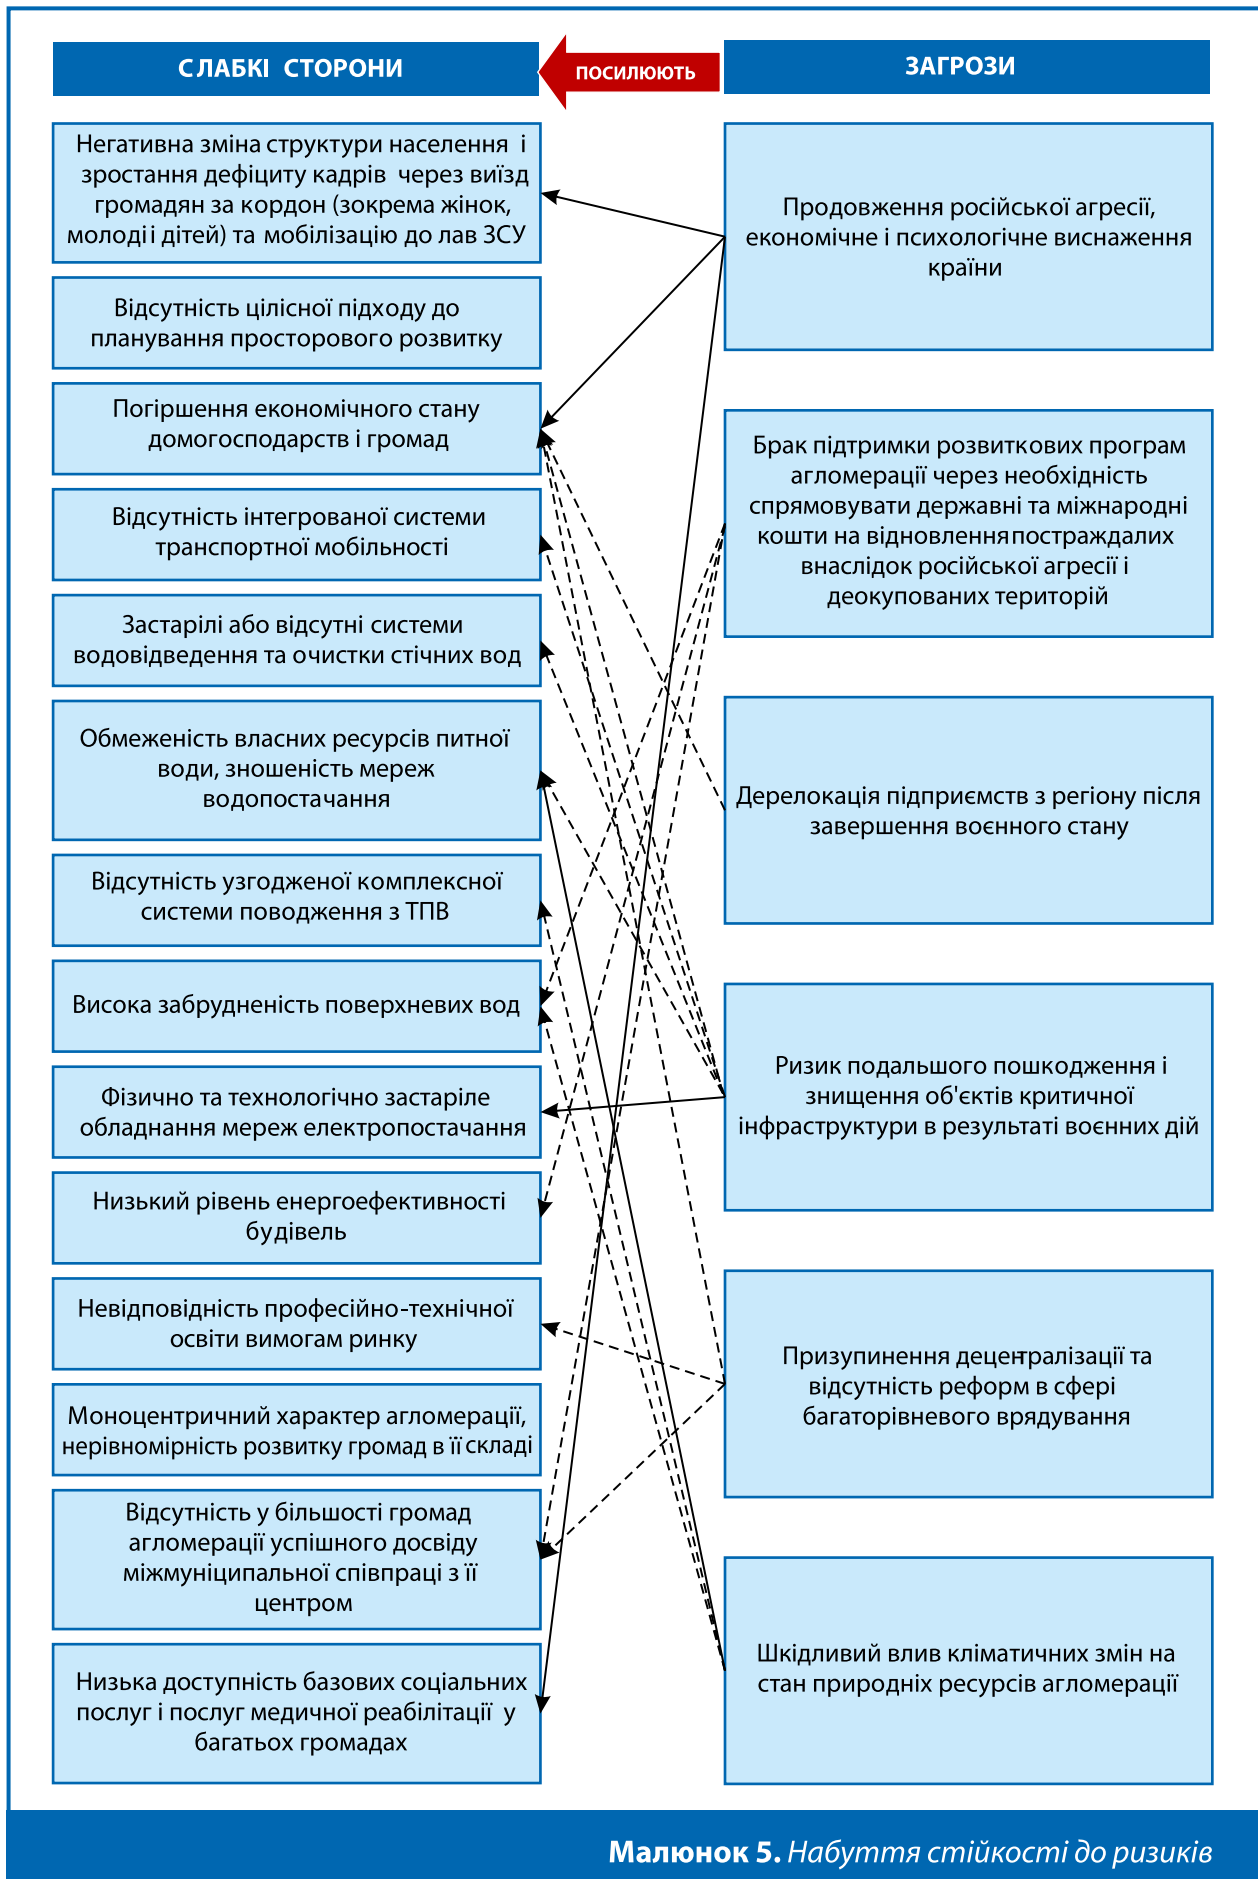 СЛАБКІ СТОРОНИ
ПОСИЛЮЮТЬ
ЗАГРОЗИ
Негативна зміна структури населення і
зростання дефіциту кадрів через виїзд
громадян за кордон (зокрема жінок,
молоді і дітей) та мобілізацію до лав ЗСУ
Відсутність цілісної підходу до
планування просторового розвитку
Погіршення економічного стану
домогосподарств і громад
Відсутність інтегрованої системи
транспортної мобільності
Застарілі або відсутні системи
водовідведення та очистки стічних вод
Обмеженість власних ресурсів питної
води, зношеність мереж
водопостачання
Відсутність узгодженої комплексної
системи поводження з ТПВ
Висока забрудненість поверхневих вод
Фізично та технологічно застаріле
обладнання мереж електропостачання
Низький рівень енергоефективності
будівель
Невідповідність професійно-технічної
освіти вимогам ринку
Моноцентричний характер агломерації,
нерівномірність розвитку громад в її складі
Відсутність у більшості громад
агломерації успішного досвіду
міжмуніципальної співпраці з її
центром
Низька доступність базових соціальних
послуг і послуг медичної реабілітації у
багатьох громадах
Продовження російської агресії,
економічне і психологічне виснаження
країни
Брак підтримки розвиткових програм
агломерації через необхідність
спрямовувати державні та міжнародні
кошти на відновлення постраждалих
внаслідок російської агресії і
деокупованих територій
Дерелокація підприємств з регіону після
завершення воєнного стану
Ризик подальшого пошкодження і
знищення об'єктів критичної
інфраструктури в результаті воєнних дій
Призупинення децентралізації та
відсутність реформ в сфері
багаторівневого врядування
Шкідливий влив кліматичних змін на
стан природніх ресурсів агломерації
Малюнок 5. Набуття стійкості до ризиків